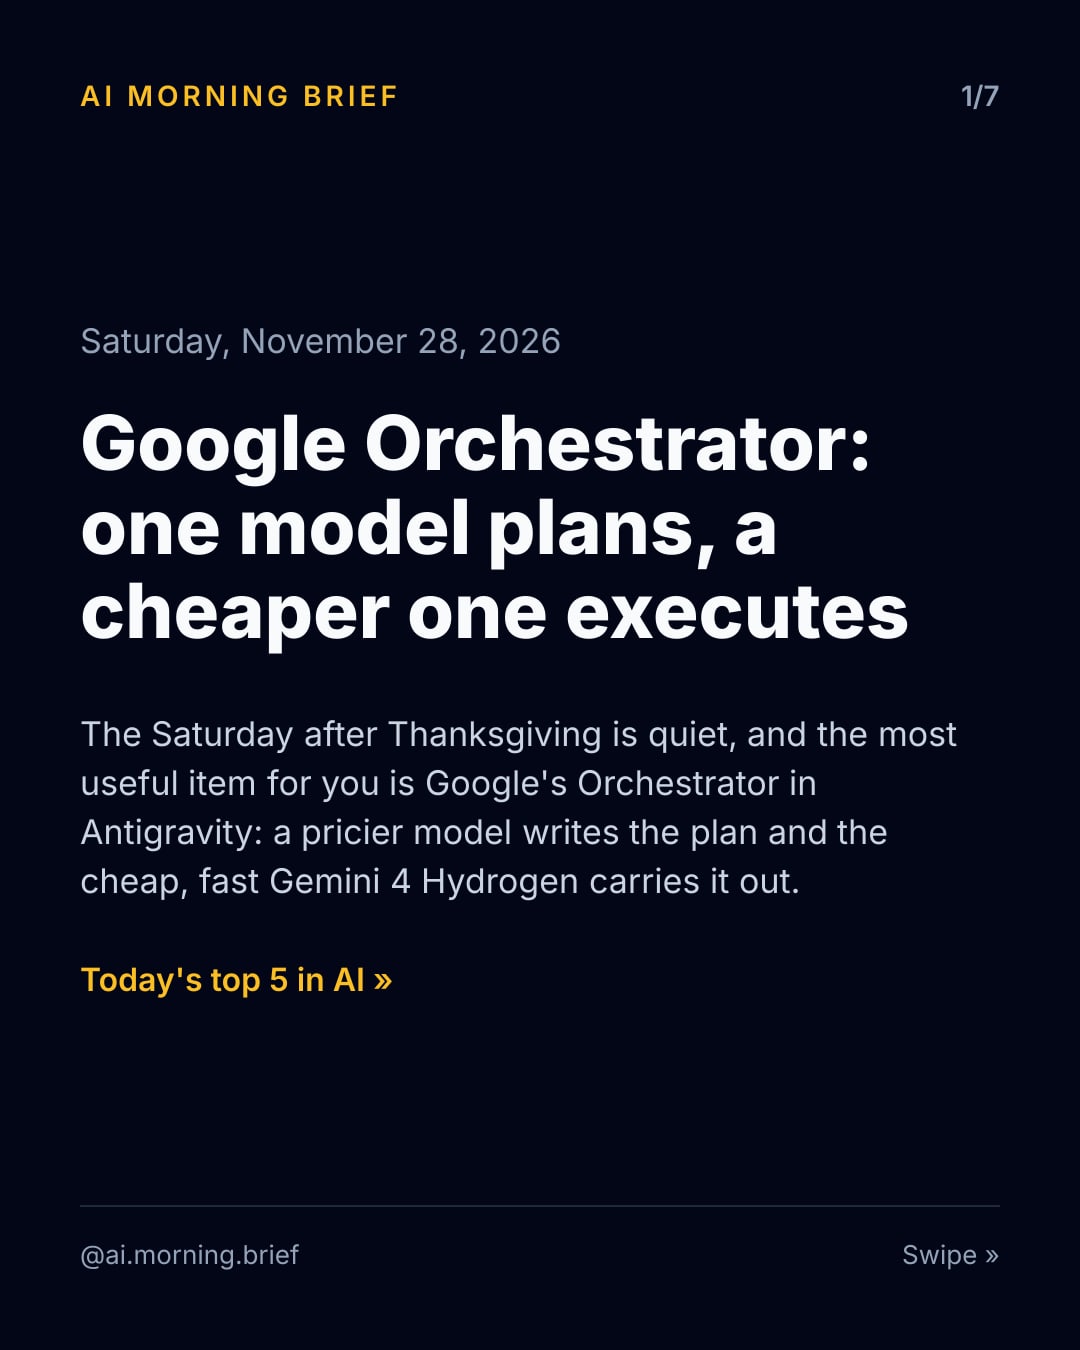 AI MORNING BRIEF
1/7
Saturday, November 28, 2026
Google Orchestrator:
one model plans, a
cheaper one executes
The Saturday after Thanksgiving is quiet, and the most
useful item for you is Google's Orchestrator in
Antigravity: a pricier model writes the plan and the
cheap, fast Gemini 4 Hydrogen carries it out.
Today's top 5 in AI »
@ai.morning.brief
Swipe »